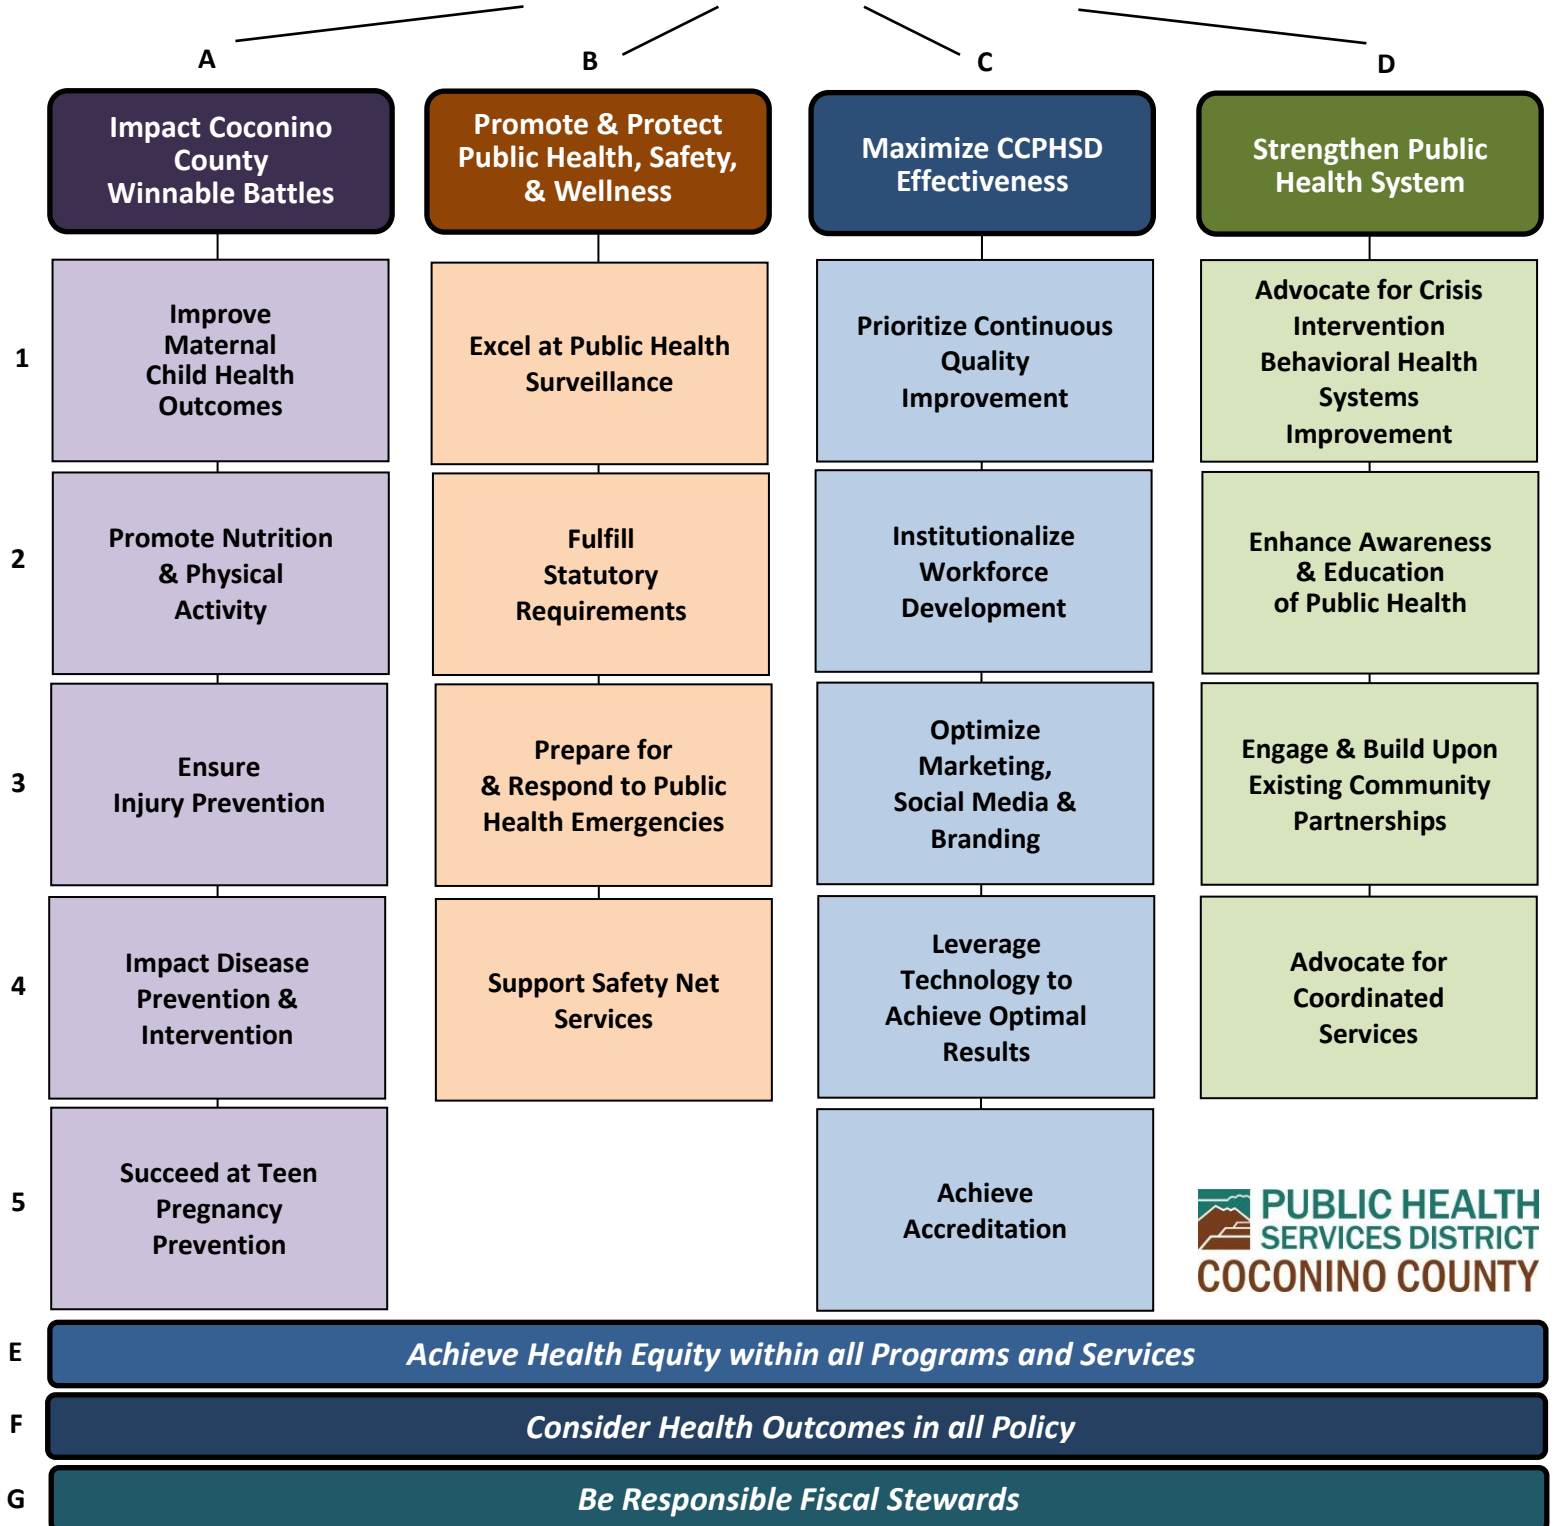 A
B
C
D
Impact Coconino
County
Winnable Battles
Promote & Protect
Public Health, Safety,
& Wellness
Maximize CCPHSD
Effectiveness
Strengthen Public
Health System
1
Improve
Maternal
Child Health
Outcomes
Excel at Public Health
Surveillance
Prioritize Continuous
Quality
Improvement
Advocate for Crisis
Intervention
Behavioral Health
Systems
Improvement
2
Promote Nutrition
& Physical
Activity
Fulfill
Statutory
Requirements
Institutionalize
Workforce
Development
Enhance Awareness
& Education
of Public Health
3
Ensure
Injury Prevention
Prepare for
& Respond to Public
Health Emergencies
Optimize
Marketing,
Social Media &
Branding
Engage & Build Upon
Existing Community
Partnerships
4
Impact Disease
Prevention &
Intervention
Support Safety Net
Services
Leverage
Technology to
Achieve Optimal
Results
Advocate for
Coordinated
Services
5
Succeed at Teen
Pregnancy
Prevention
Achieve
Accreditation
PUBLIC HEALTH
SERVICES DISTRICT
COCONINO COUNTY
E
Achieve Health Equity within all Programs and Services
F
Consider Health Outcomes in all Policy
G
Be Responsible Fiscal Stewards